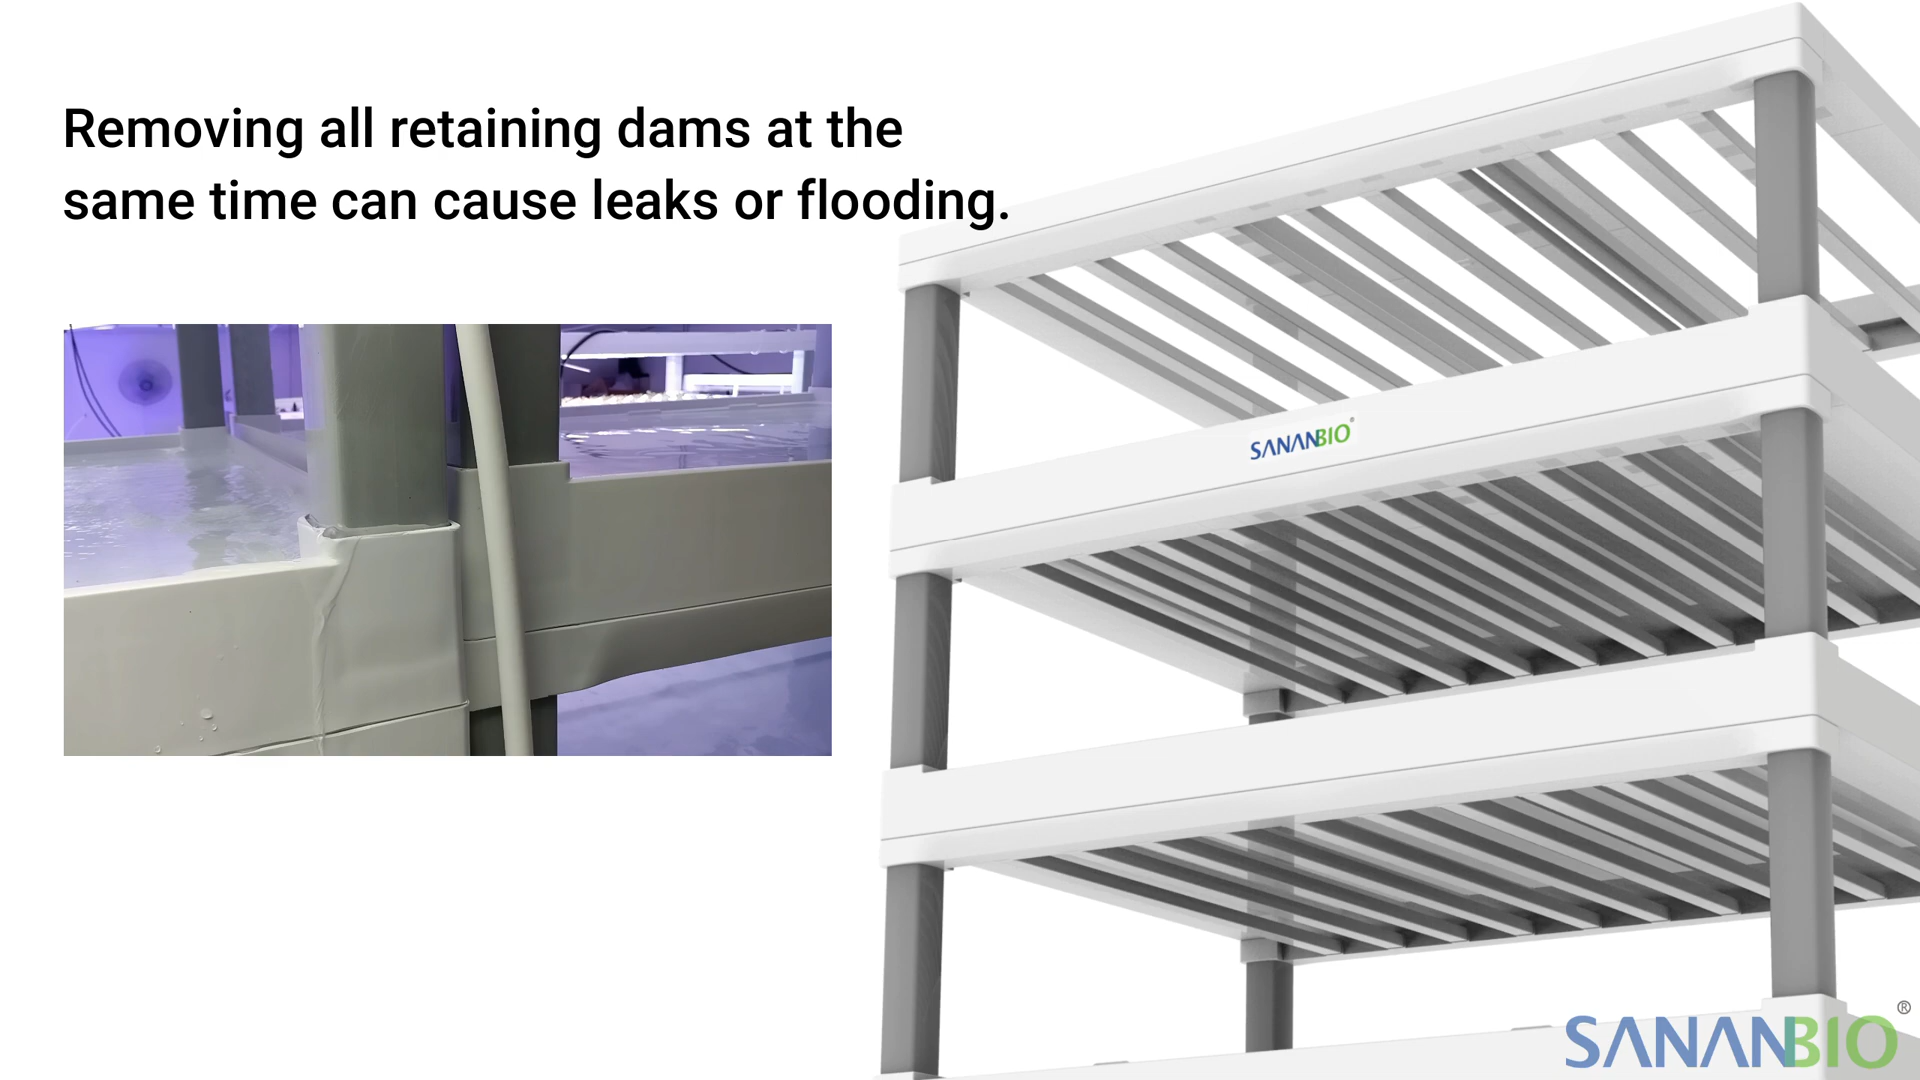 Removing all retaining dams at the
same time can cause leaks or flooding.
SANANBIO®
SANANBIO®